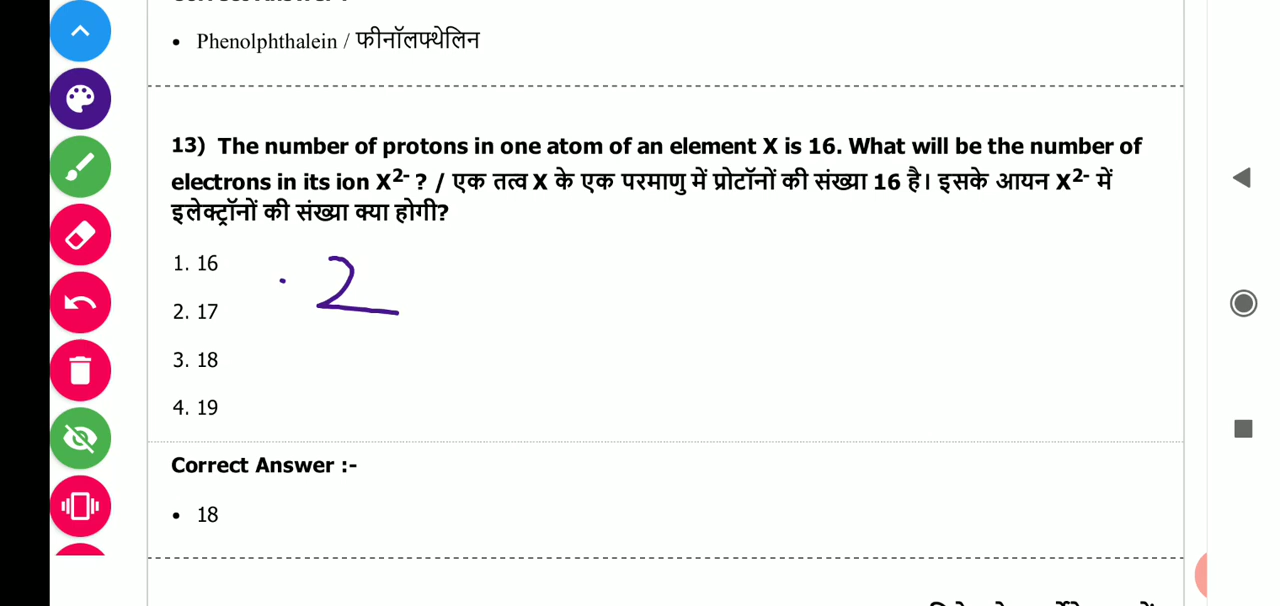 • Phenolphthalein / फीनॉलफ्थेलिन
13) The number of protons in one atom of an element X is 16. What will be the number of
electrons in its ion X²⁻ ? / एक तत्व X के एक परमाणु में प्रोटॉनों की संख्या 16 है। इसके आयन X²⁻ में
इलेक्ट्रॉनों की संख्या क्या होगी?
1. 16
2
2. 17
3. 18
4. 19
Correct Answer :-
• 18